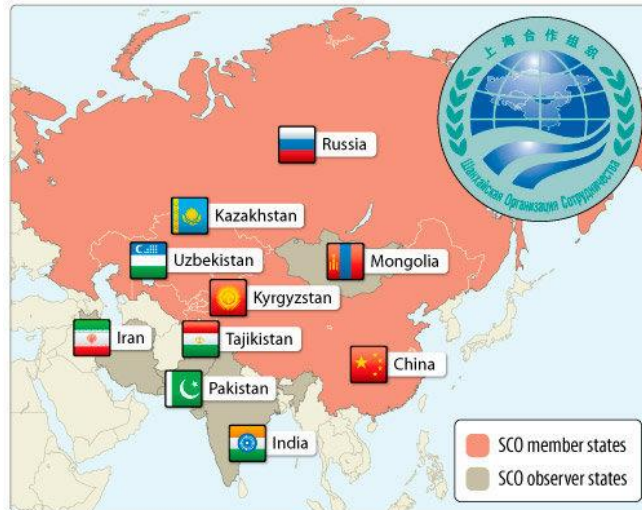 上海合作组织
Шанхайская Организация Сотрудничества
Russia
Kazakhstan
Uzbekistan
Mongolia
Kyrgyzstan
Iran
Tajikistan
China
Pakistan
India
SCO member states
SCO observer states